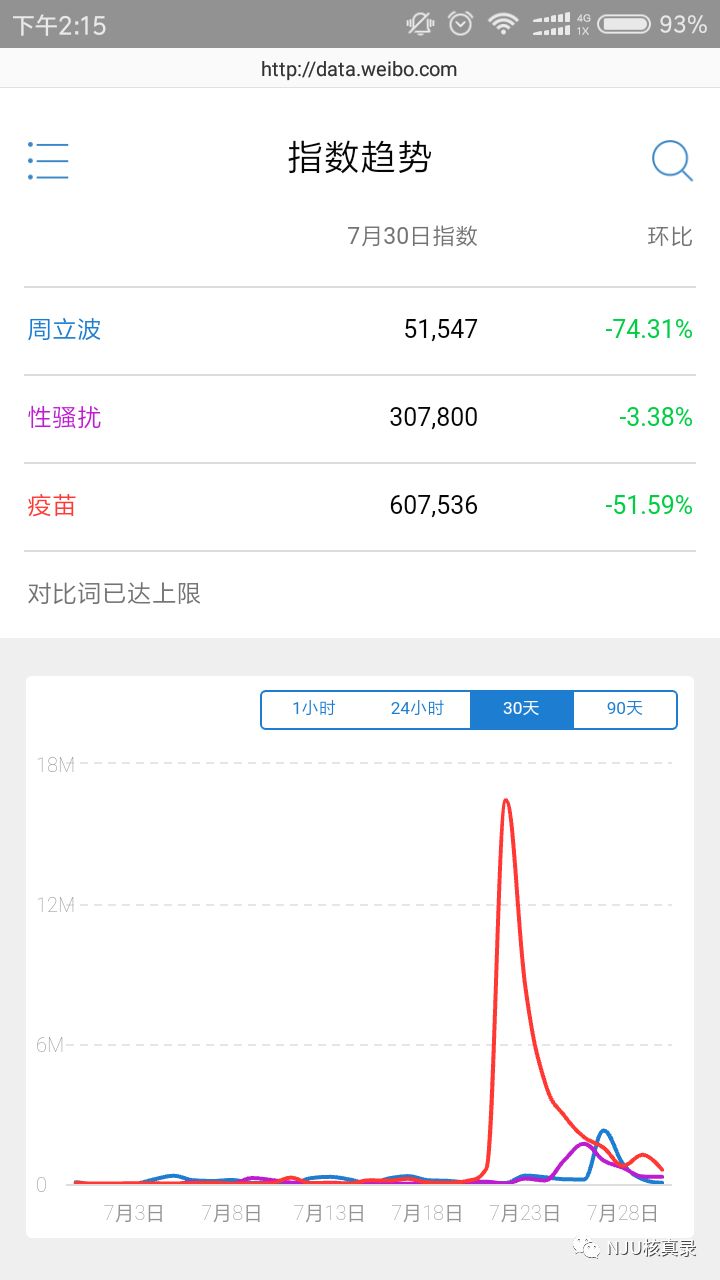 下午2:15
4G
1X
93%
http://data.weibo.com
指数趋势
7月30日指数 环比
周立波 51,547 -74.31%
性骚扰 307,800 -3.38%
疫苗 607,536 -51.59%
对比词已达上限
1小时 24小时 30天 90天
18M
12M
6M
0
7月3日 7月8日 7月13日 7月18日 7月23日 7月28日
NJU核真录